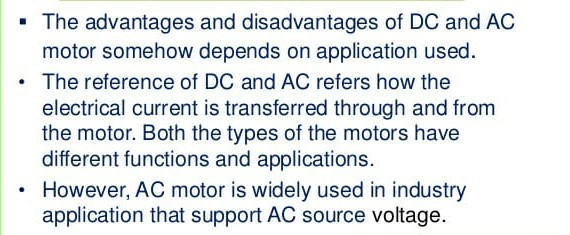 ▪ The advantages and disadvantages of DC and AC
motor somehow depends on application used.
• The reference of DC and AC refers how the
electrical current is transferred through and from
the motor. Both the types of the motors have
different functions and applications.
• However, AC motor is widely used in industry
application that support AC source voltage.